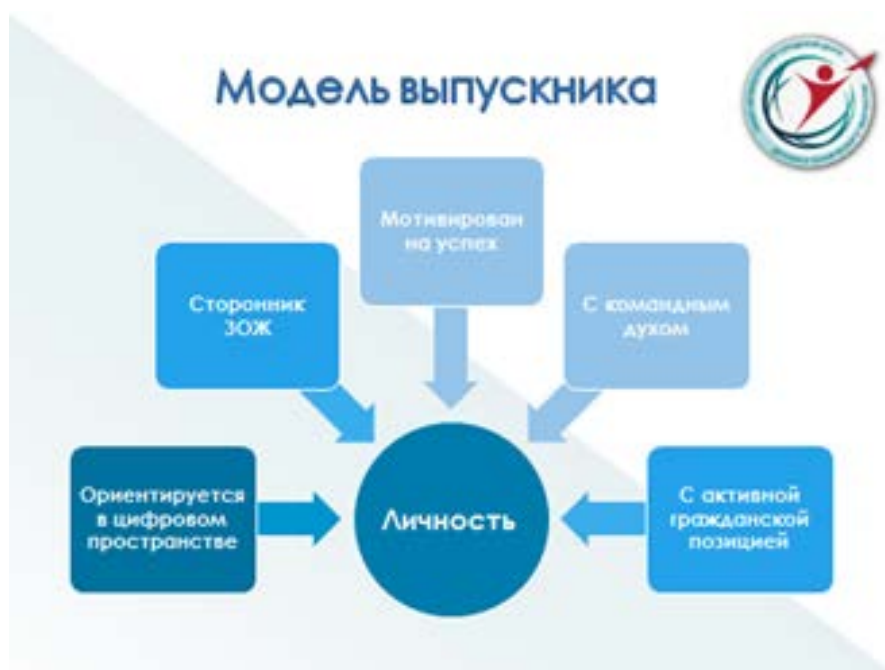 Модель выпускника
Мотивирован
на успех
Сторонник
ЗОЖ
С командным
духом
Ориентируется
в цифровом
пространстве
Личность
С активной
гражданской
позицией